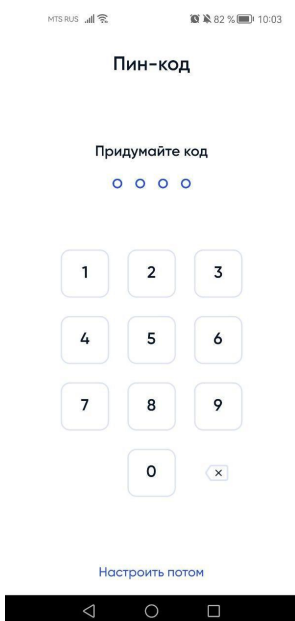 MTS RUS 82 % 10:03
Пин-код
Придумайте код
1 2 3
4 5 6
7 8 9
0
Настроить потом